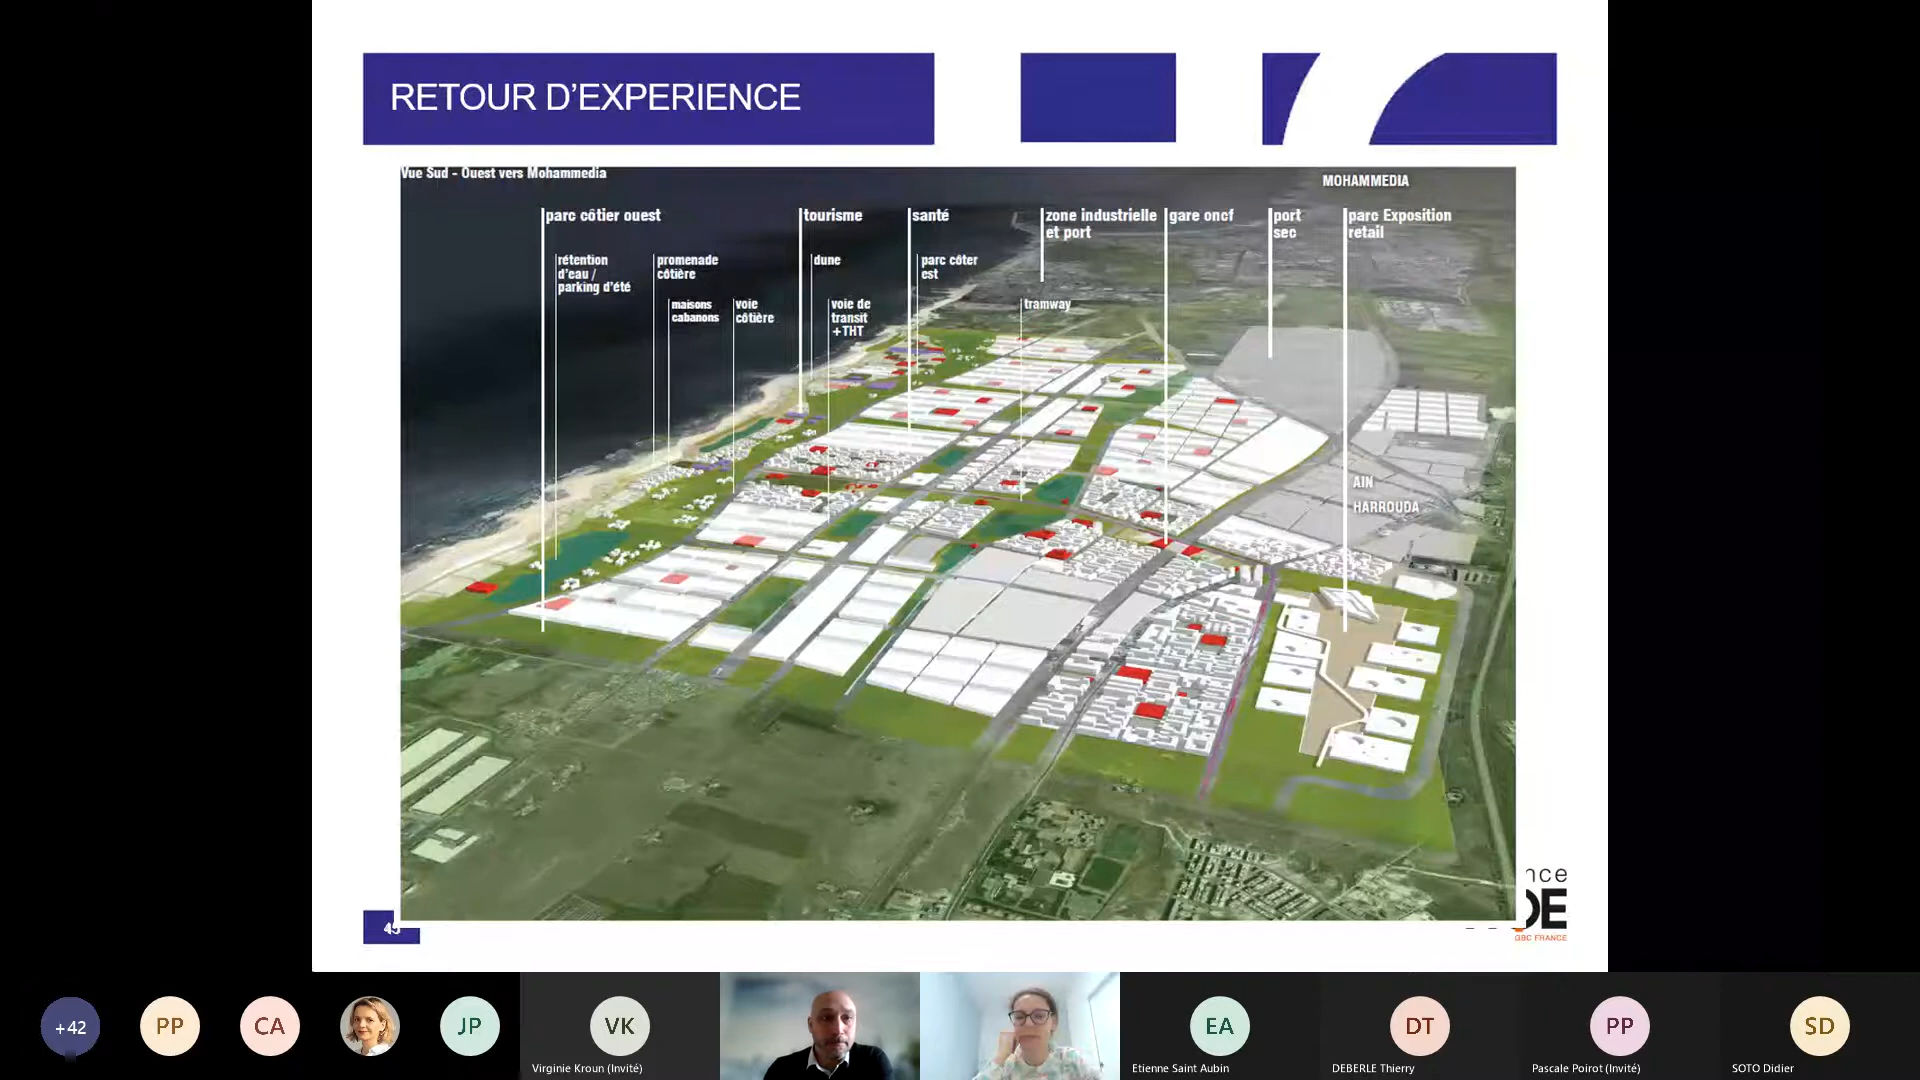 RETOUR D'EXPERIENCE
Vue Sud - Ouest vers Mohammedia
MOHAMMEDIA
parc côtier ouest
tourisme
santé
zone industrielle
et port
gare oncf
port
sec
parc Exposition
retail
rétention
d'eau /
parking d'été
promenade
côtière
dune
parc côter
est
maisons
cabanons
voie
côtière
voie de
transit
+THT
tramway
AIN
HARROUDA
nce
DE
GBC FRANCE
+42
PP
CA
JP
VK
Virginie Kroun (Invité)
EA
Etienne Saint Aubin
DT
DEBERLE Thierry
PP
Pascale Poirot (Invité)
SD
SOTO Didier